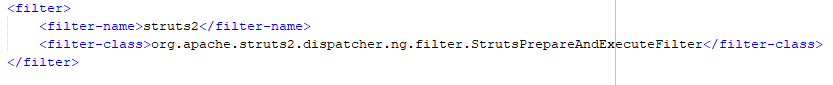 <filter>
<filter-name>struts2</filter-name>
<filter-class>org.apache.struts2.dispatcher.ng.filter.StrutsPrepareAndExecuteFilter</filter-class>
</filter>